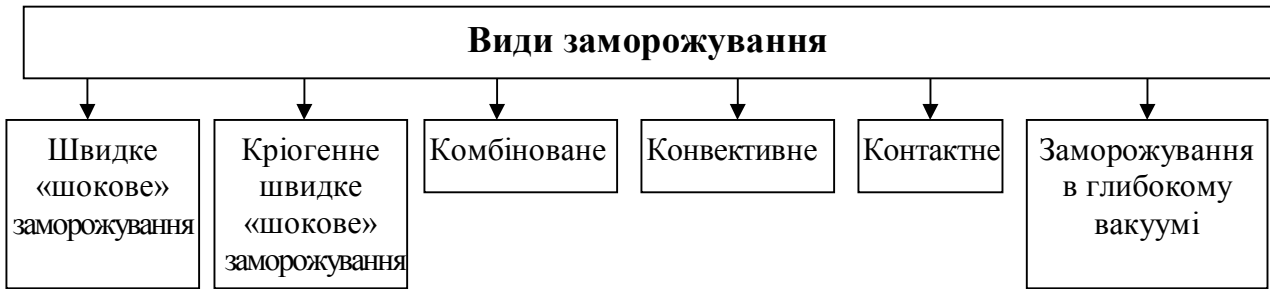 Види заморожування
Швидке
«шокове»
заморожування
Кріогенне
швидке
«шокове»
заморожування
Комбіноване
Конвективне
Контактне
Заморожування
в глибокому
вакуумі